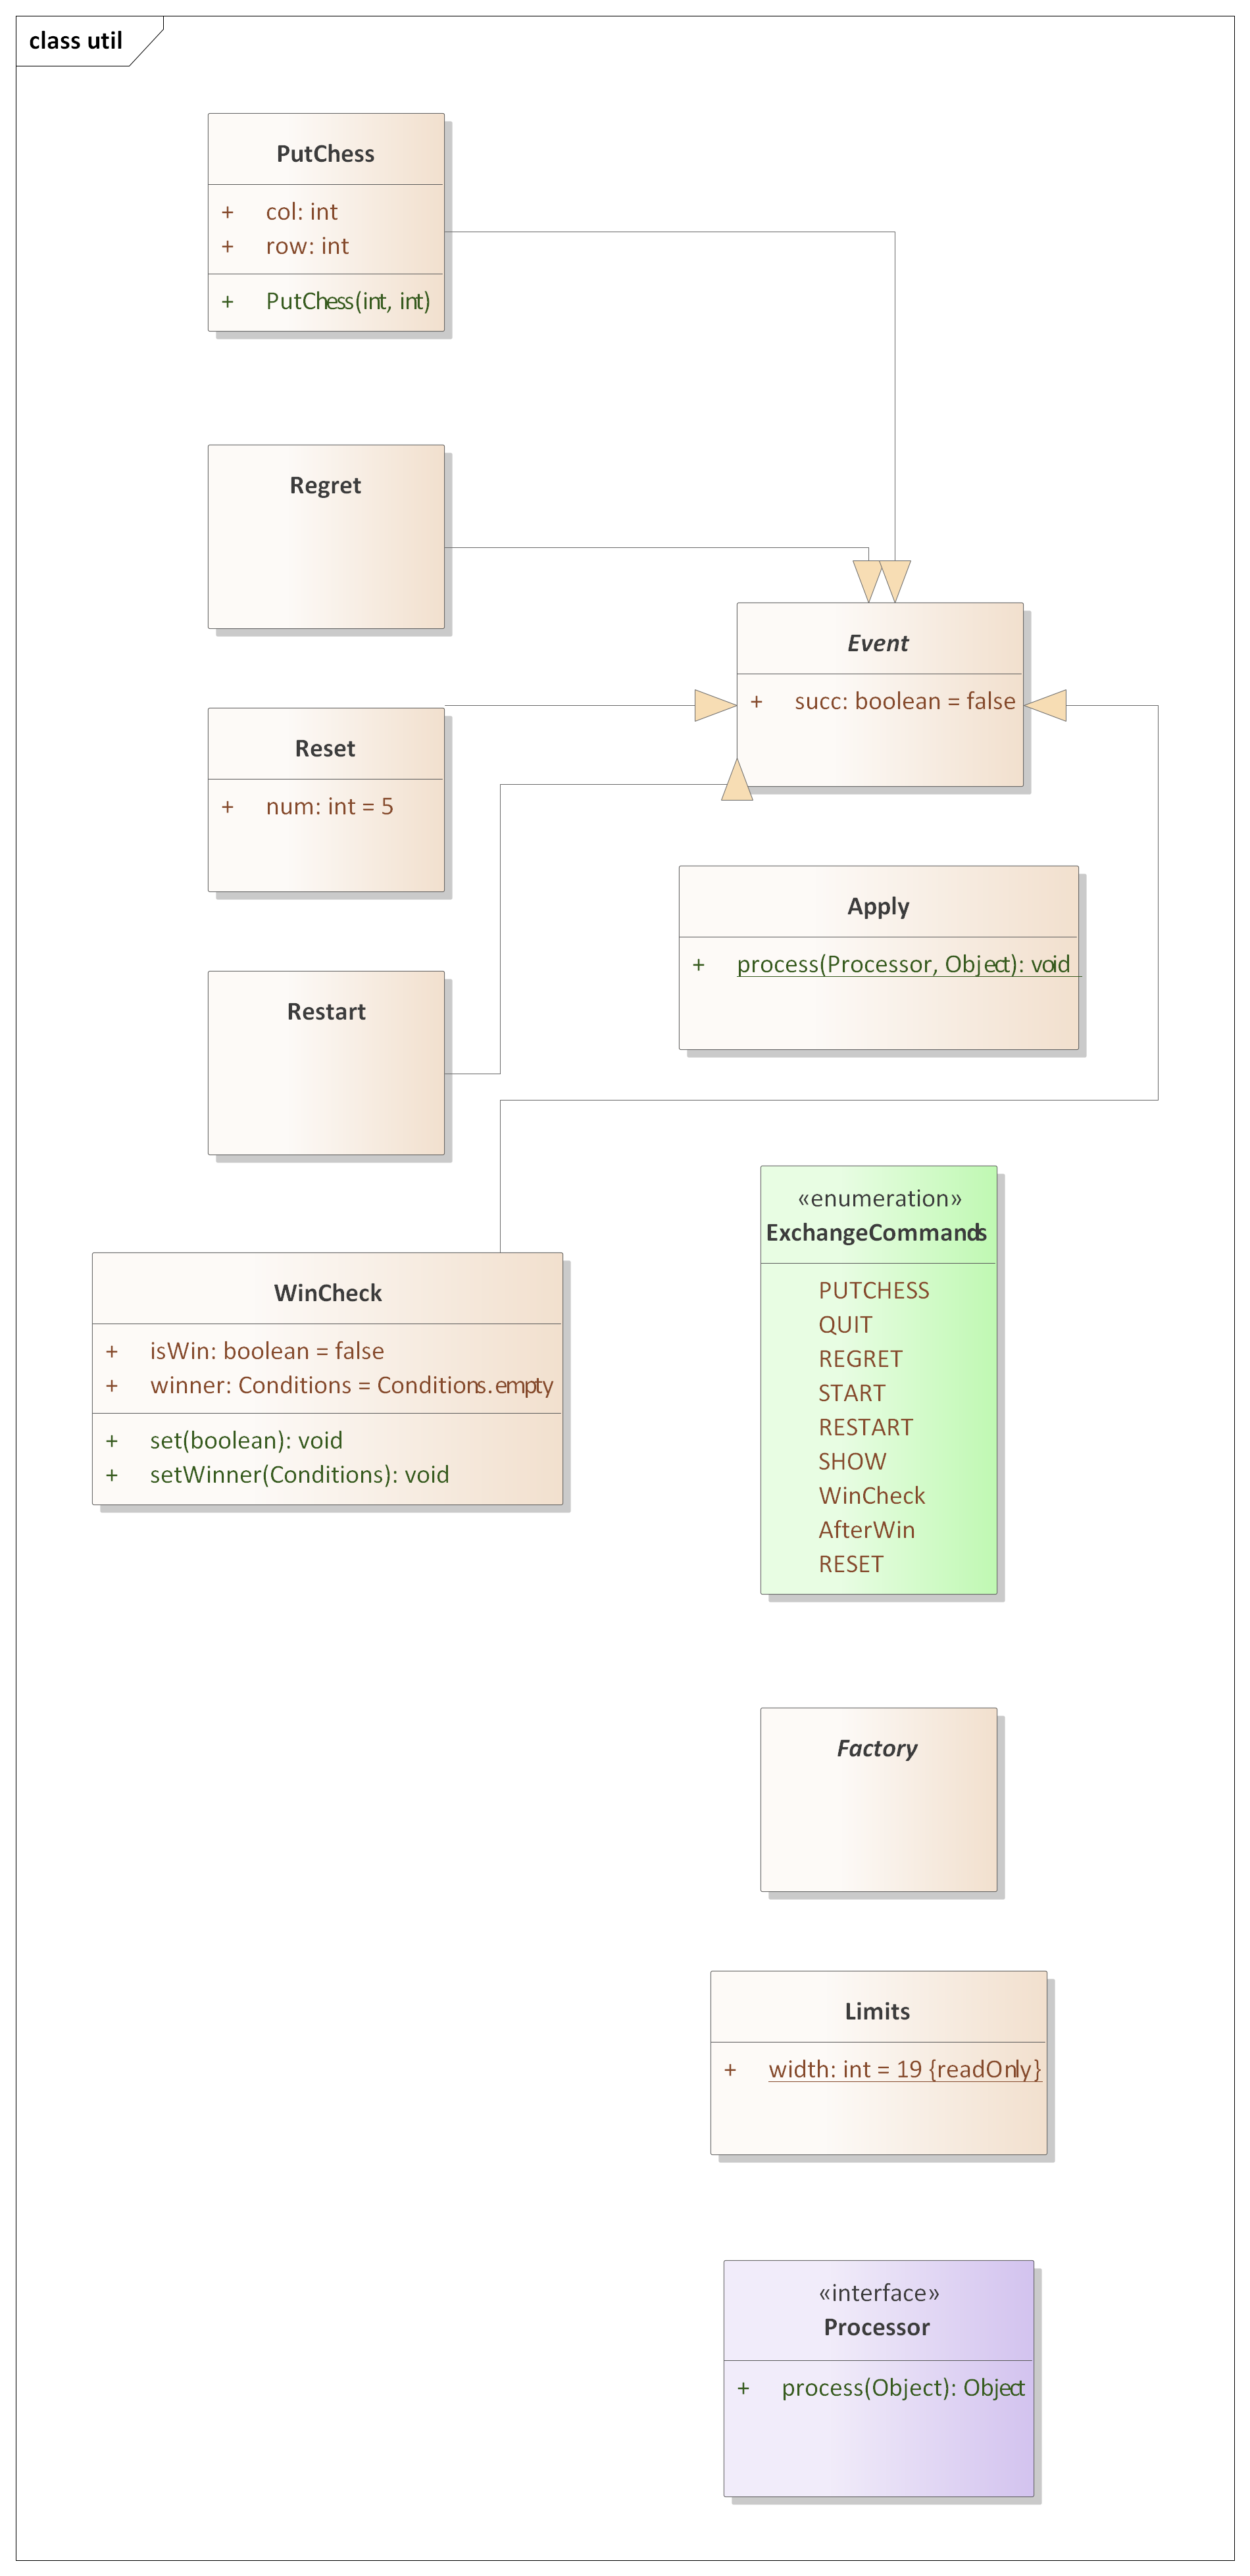 class util
PutChess
+ col: int
+ row: int
+ PutChess(int, int)
Regret
Event
+ succ: boolean = false
Reset
+ num: int = 5
Apply
+ process(Processor, Object): void
Restart
«enumeration»
ExchangeCommands
PUTCHESS
QUIT
REGRET
START
RESTART
SHOW
WinCheck
AfterWin
RESET
WinCheck
+ isWin: boolean = false
+ winner: Conditions = Conditions.empty
+ set(boolean): void
+ setWinner(Conditions): void
Factory
Limits
+ width: int = 19 {readOnly}
«interface»
Processor
+ process(Object): Object